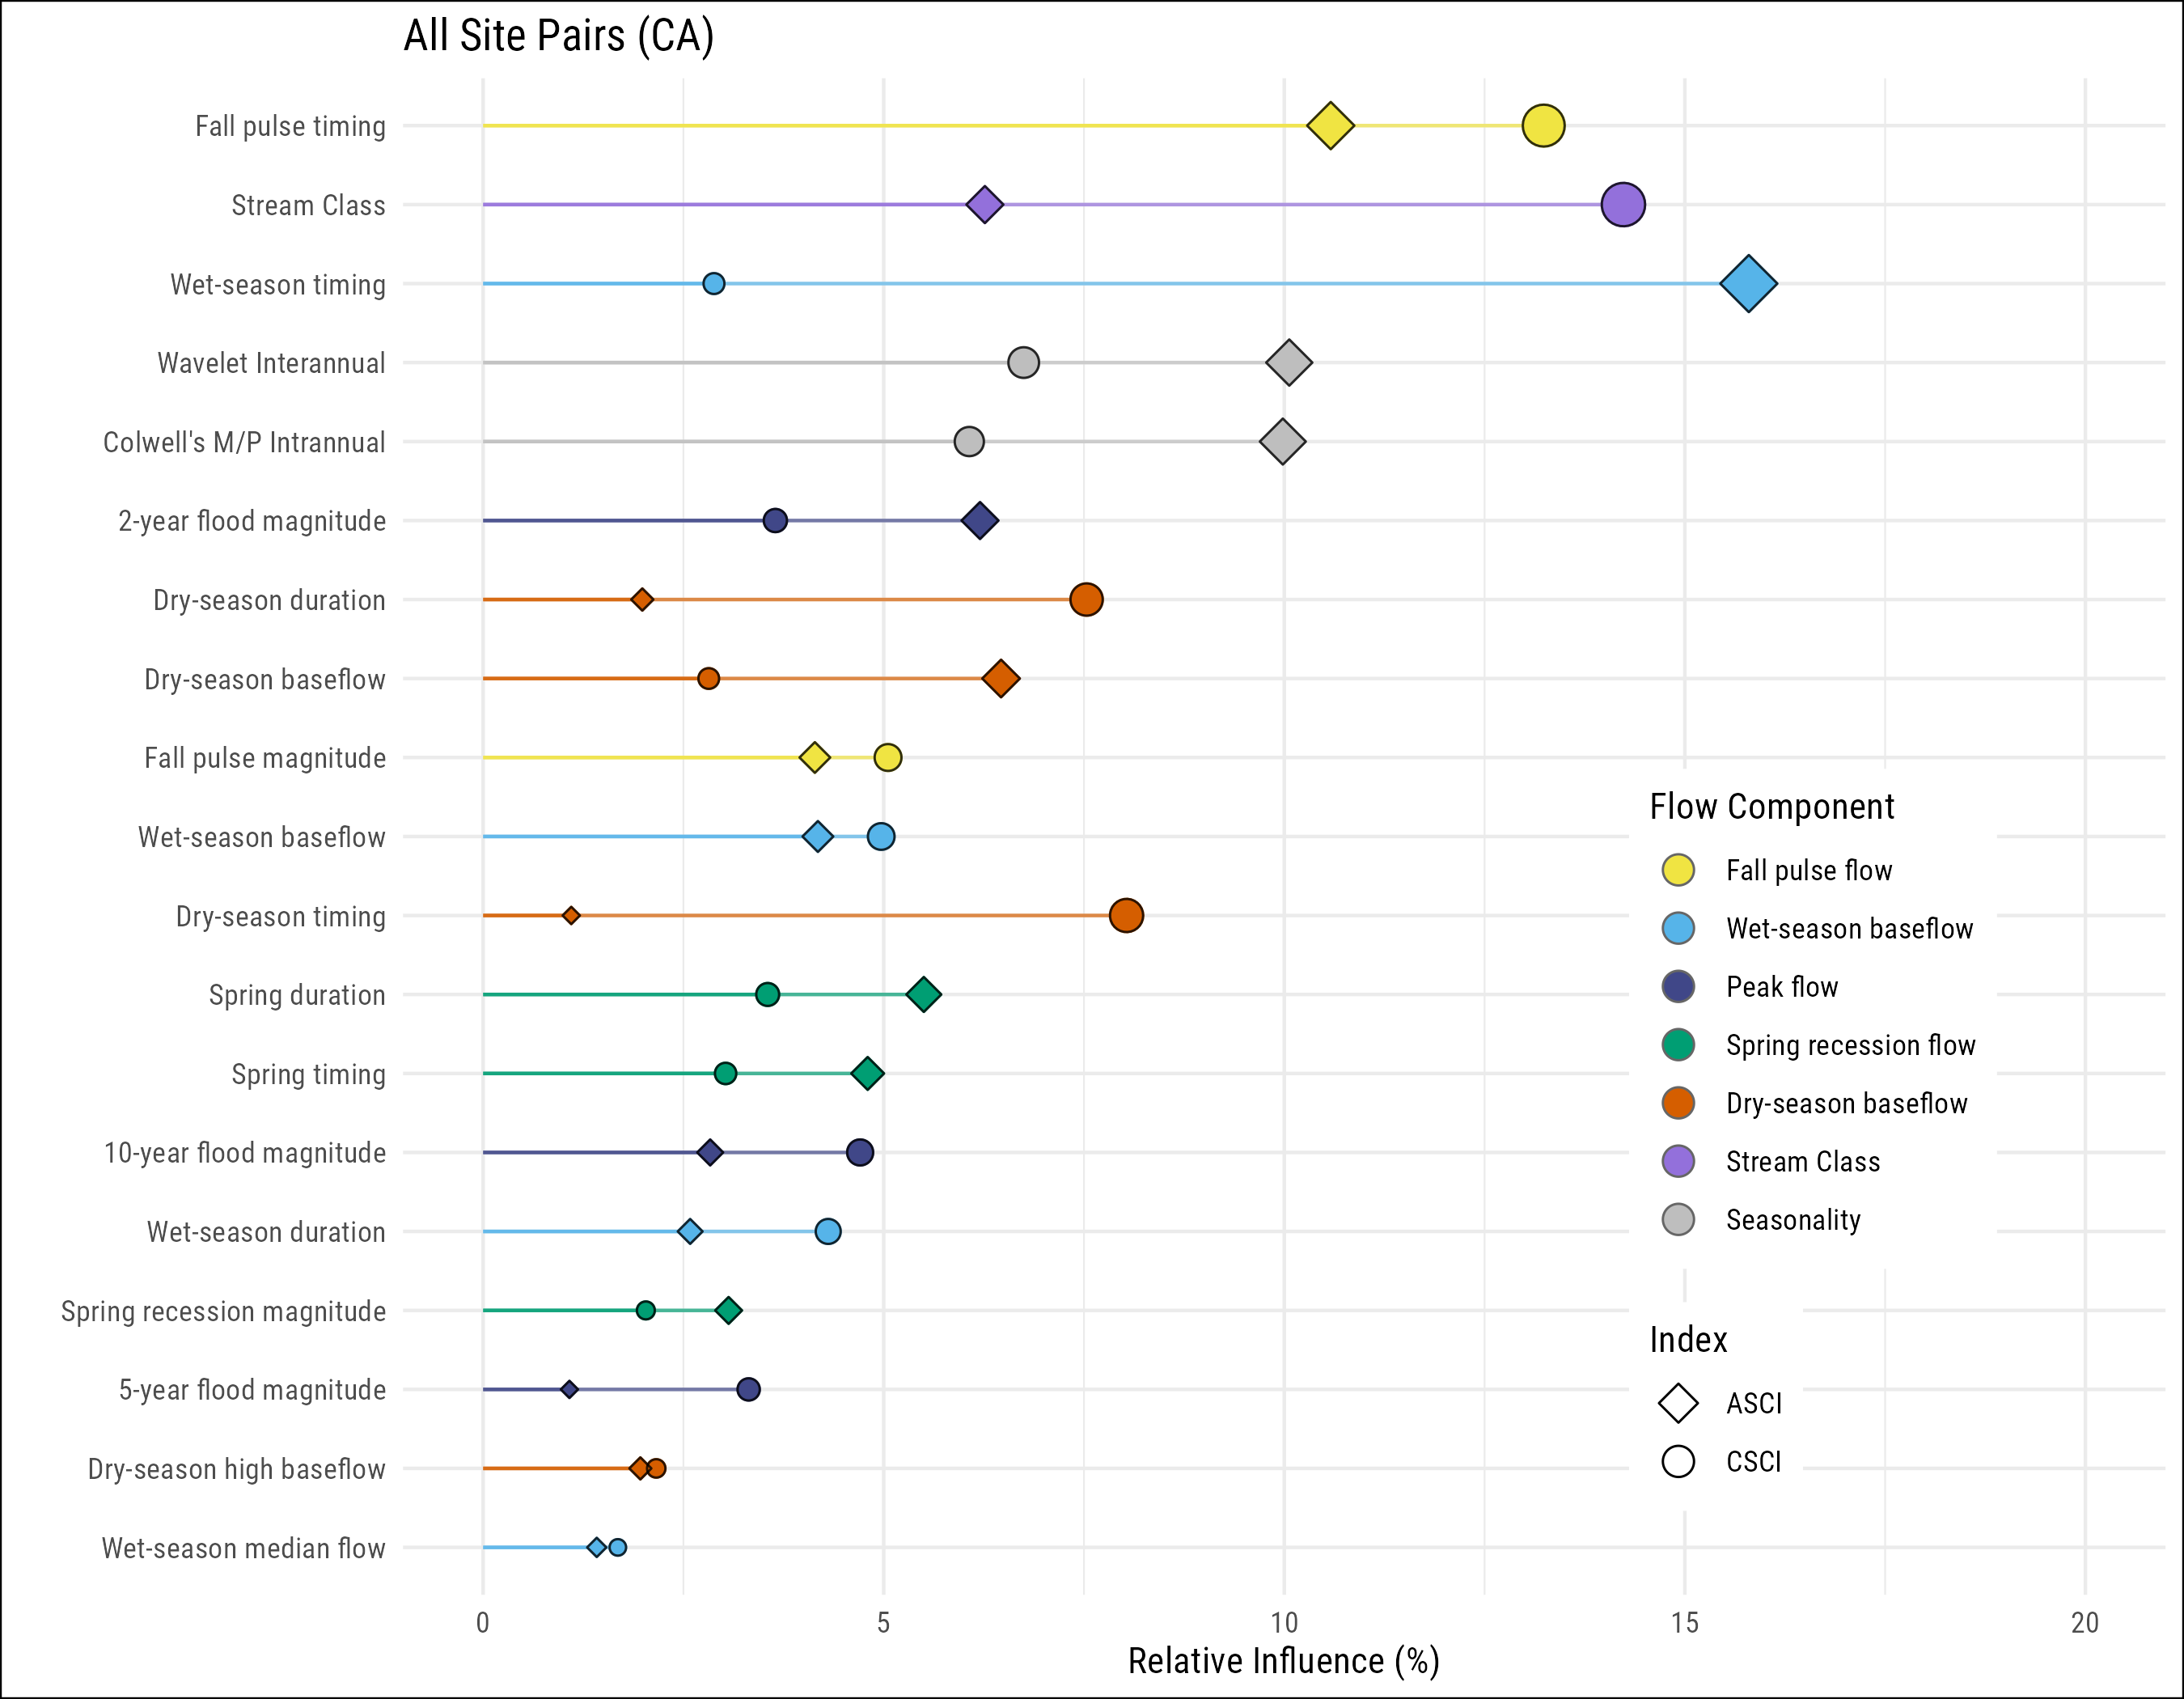 All Site Pairs (CA)
Fall pulse timing
Stream Class
Wet-season timing
Wavelet Interannual
Colwell's M/P Intrannual
2-year flood magnitude
Dry-season duration
Dry-season baseflow
Fall pulse magnitude
Wet-season baseflow
Dry-season timing
Spring duration
Spring timing
10-year flood magnitude
Wet-season duration
Spring recession magnitude
5-year flood magnitude
Dry-season high baseflow
Wet-season median flow
0 5 10 15 20
Relative Influence (%)
Flow Component
Fall pulse flow
Wet-season baseflow
Peak flow
Spring recession flow
Dry-season baseflow
Stream Class
Seasonality
Index
ASCI
CSCI